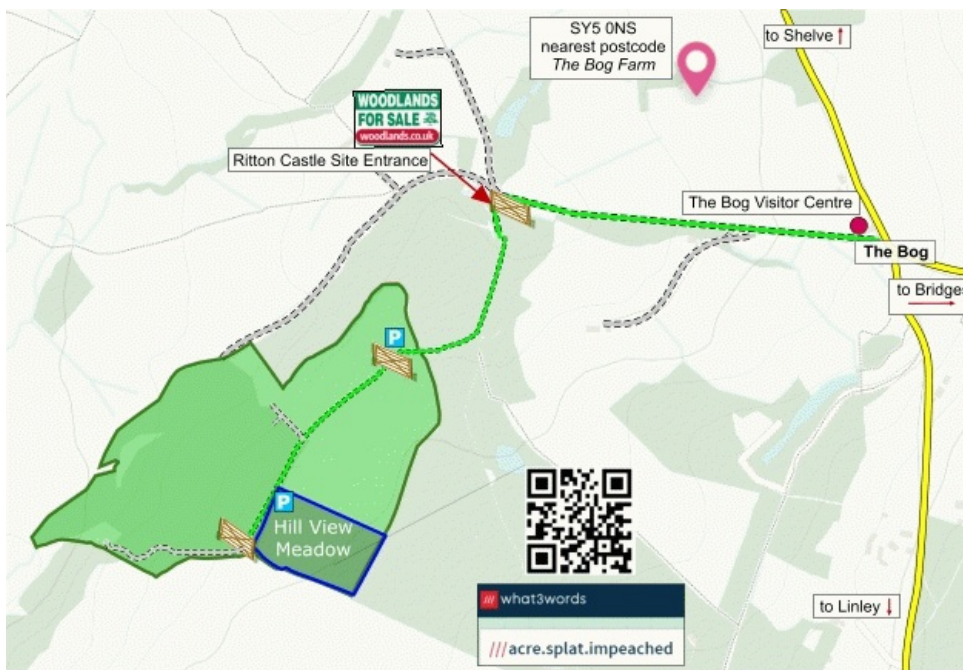 SY5 0NS
nearest postcode
The Bog Farm
to Shelve
WOODLANDS
FOR SALE
woodlands.co.uk
Ritton Castle Site Entrance
The Bog Visitor Centre
The Bog
to Bridges
P
P
Hill View
Meadow
what3words
///acre.splat.impeached
to Linley